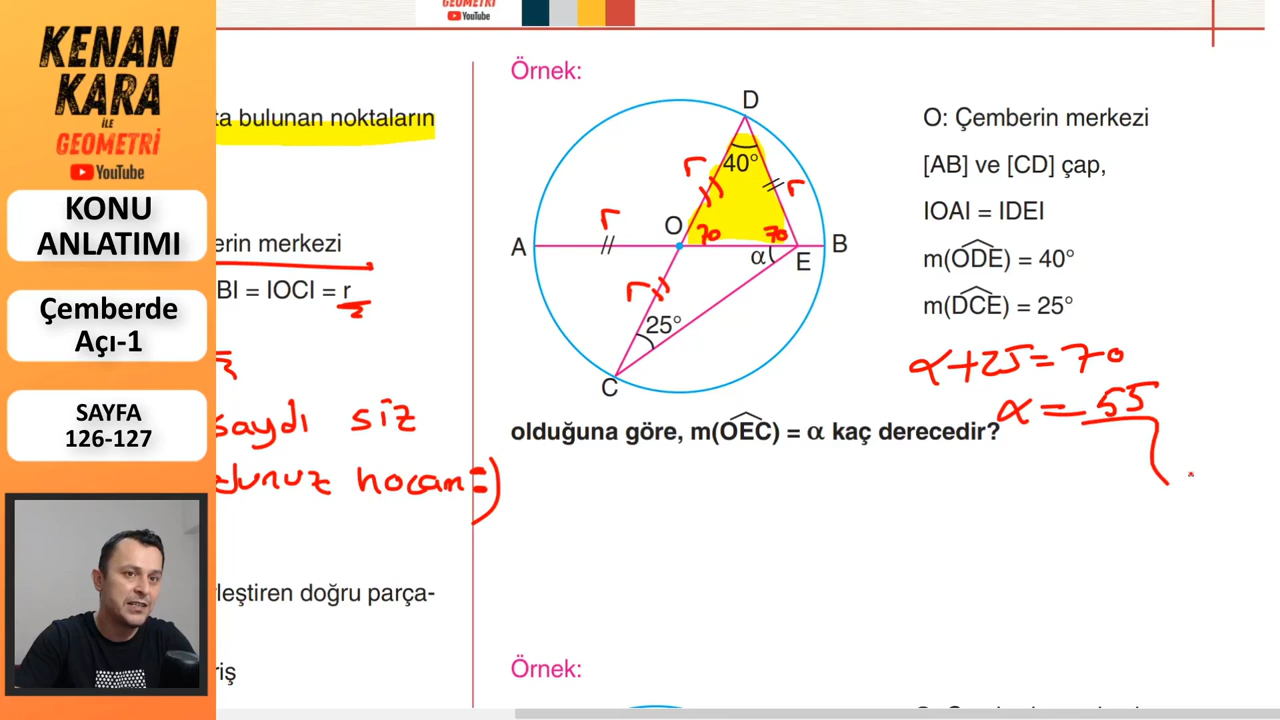 KENAN
KARA
İLE
GEOMETRİ
YouTube
KONU
ANLATIMI
Çemberde
Açı-1
SAYFA
126-127
GEOMETRİ
YouTube
ta bulunan noktaların
erin merkezi
BI = IOCI = r
saydı siz
hocam =)
leştiren doğru parça-
riş
Örnek:
D
40°
r
r
O
r
70
70
A
B
α
E
r
25°
C
O: Çemberin merkezi
[AB] ve [CD] çap,
IOAI = IDEI
m(ODE) = 40°
m(DCE) = 25°
α+25=70
α=55
olduğuna göre, m(OEC) = α kaç derecedir?
Örnek: